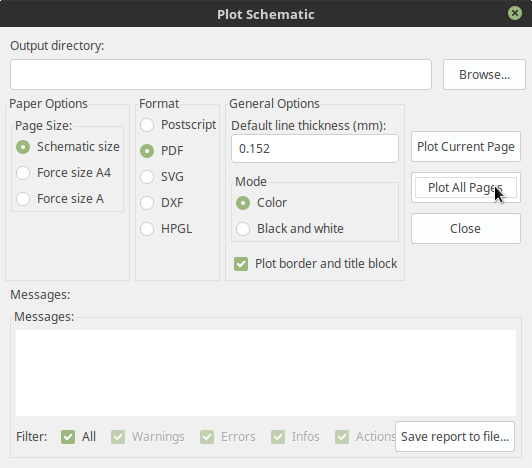 Plot Schematic
Output directory:
Browse...
Paper Options
Page Size:
Schematic size
Force size A4
Force size A
Format
Postscript
PDF
SVG
DXF
HPGL
General Options
Default line thickness (mm):
0.152
Mode
Color
Black and white
Plot border and title block
Plot Current Page
Plot All Pages
Close
Messages:
Messages:
Filter: All Warnings Errors Infos Actions Save report to file...